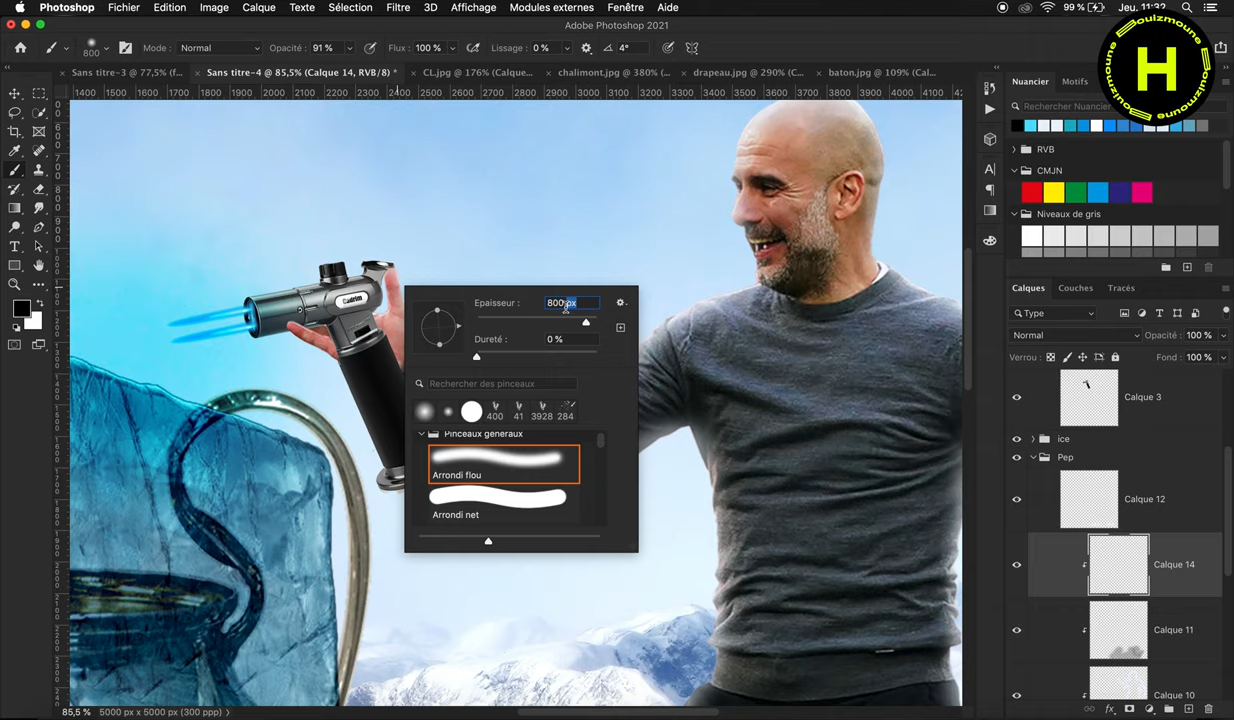 Photoshop Fichier Edition Image Calque Texte Sélection Filtre 3D Affichage Modules externes Fenêtre Aide 99 % Jeu. 11:32
Adobe Photoshop 2021
800 Mode : Normal Opacité : 91 % Flux : 100 % Lissage : 0 % 4°
Sans titre-3 @ 77,5% (f... Sans titre-4 @ 85,5% (Calque 14, RVB/8) * CL.jpg @ 176% (Calque... chalimont.jpg @ 380% (... drapeau.jpg @ 290% (C... baton.jpg @ 109% (Cal...
1400 1500 1600 1700 1800 1900 2000 2100 2200 2300 2400 2500 2600 2700 2800 2900 3000 3100 3200 3300 3400 3500 3600 3700 3800 3900 4000 4100
Houizmoune
Houizmoune
H
Nuancier Motifs
Rechercher Nuancier
RVB
CMJN
Niveaux de gris
Cadrim
Epaisseur : 800 px
Dureté : 0 %
Rechercher des pinceaux
400 41 3928 284
Pinceaux généraux
Arrondi flou
Arrondi net
Calques Couches Tracés
Type
Normal Opacité : 100 %
Verrou : Fond : 100 %
Calque 3
ice
Pep
Calque 12
Calque 14
Calque 11
Calque 10
85,5 % 5000 px x 5000 px (300 ppp)